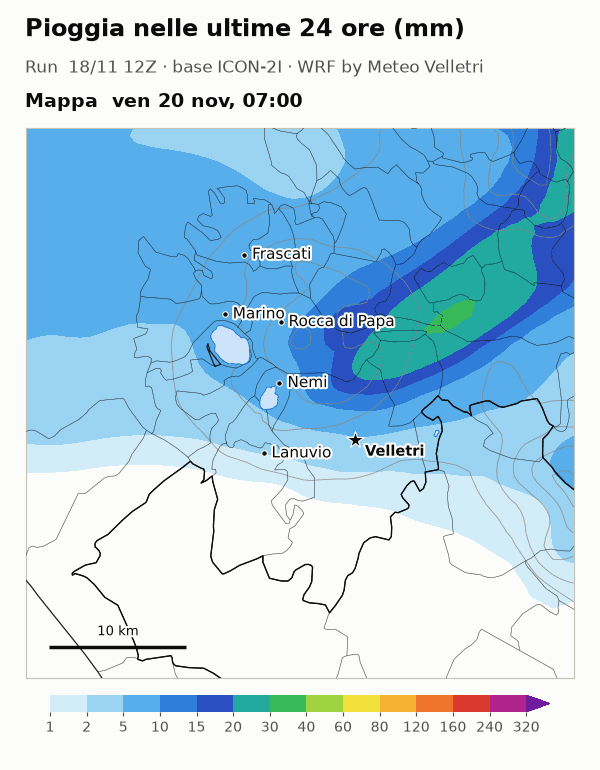 Pioggia nelle ultime 24 ore (mm)
Run 18/11 12Z · base ICON-2I · WRF by Meteo Velletri
Mappa ven 20 nov, 07:00
Frascati
Marino
Rocca di Papa
Nemi
Velletri
Lanuvio
10 km
1 2 5 10 15 20 30 40 60 80 120 160 240 320